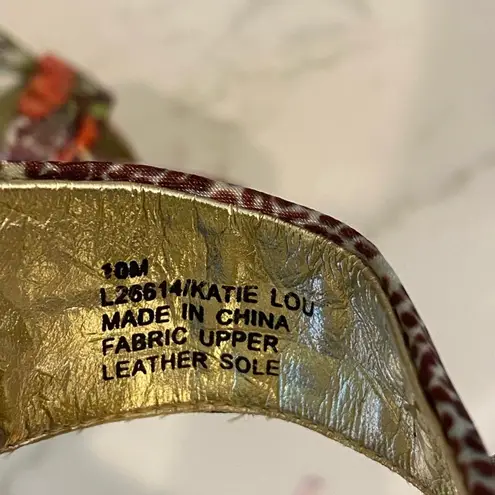 10M
L26614/KATIE LOU
MADE IN CHINA
FABRIC UPPER
LEATHER SOLE